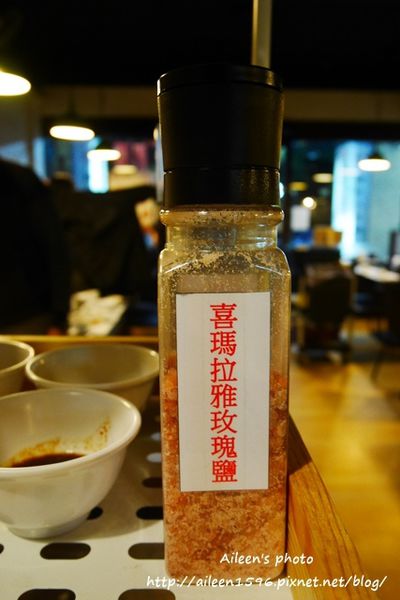 喜瑪拉雅玫瑰鹽
Aileen's photo
http://aileen1596.pixnet.net/blog/